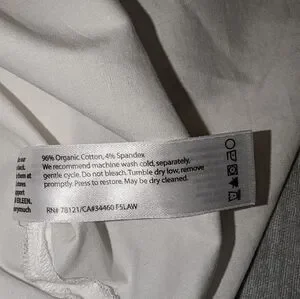 96% Organic Cotton, 4% Spandex
We recommend machine wash cold, separately,
gentle cycle. Do not bleach. Tumble dry low, remove
promptly. Press to restore. May be dry cleaned.
RN# 78121/CA#34460 F5LAW
EILEEN.